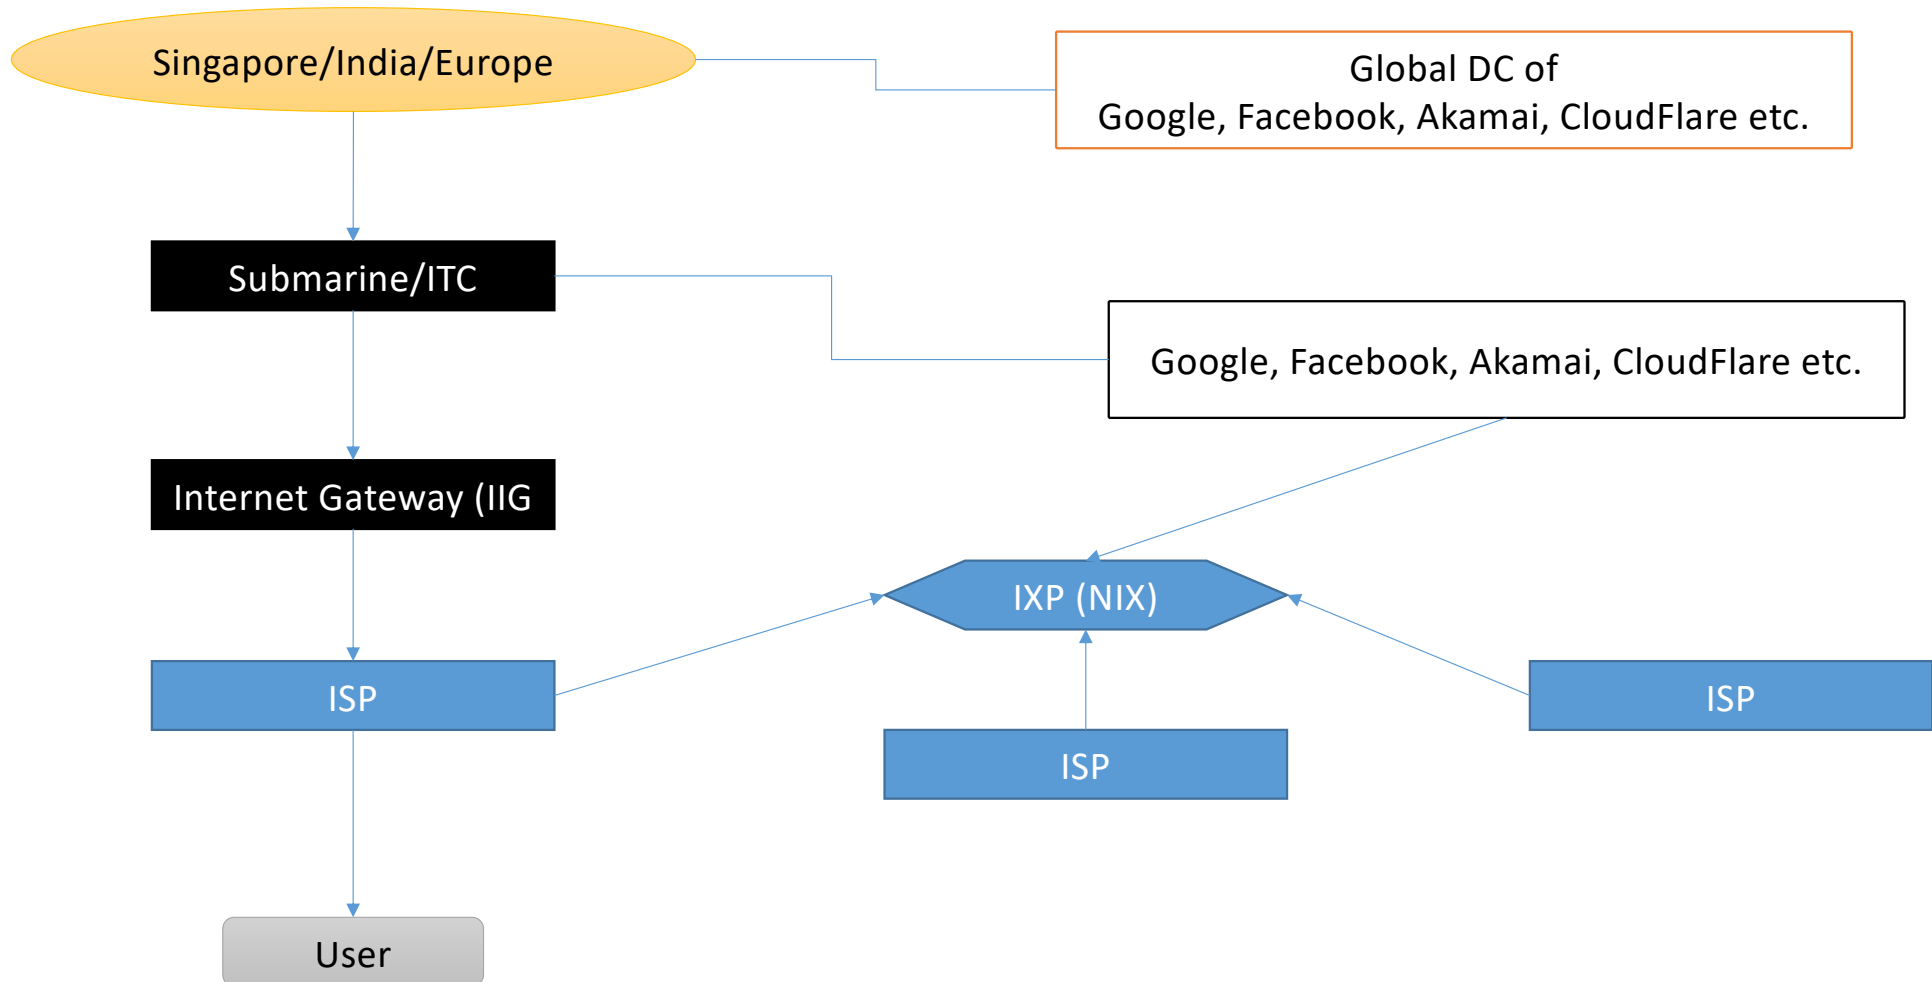 Singapore/India/Europe
Global DC of
Google, Facebook, Akamai, CloudFlare etc.
Submarine/ITC
Google, Facebook, Akamai, CloudFlare etc.
Internet Gateway (IIG
IXP (NIX)
ISP
ISP
ISP
User